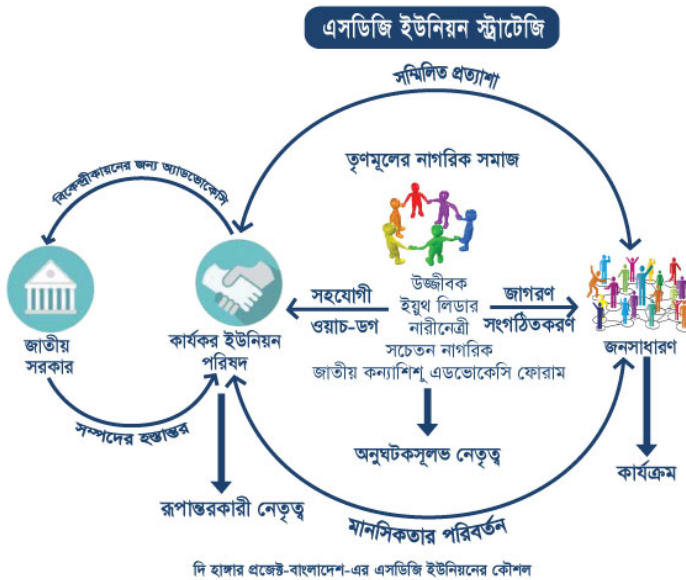 এসডিজি ইউনিয়ন স্ট্রাটেজি
সম্মিলিত প্রত্যাশা
তৃণমূলের নাগরিক সমাজ
বিকেন্দ্রীকায়নের জন্য অ্যাডভোকেসি
উজ্জীবক
সহযোগী
ইয়ুথ লিডার
জাগরণ
ওয়াচ-ডগ
নারীনেত্রী
সংগঠিতকরণ
জাতীয়
সরকার
কার্যকর ইউনিয়ন
পরিষদ
সচেতন নাগরিক
জনসাধারণ
জাতীয় কন্যাশিশু এডভোকেসি ফোরাম
সম্পদের হস্তান্তর
অনুঘটকসূলভ নেতৃত্ব
কার্যক্রম
রূপান্তরকারী নেতৃত্ব
মানসিকতার পরিবর্তন
দি হাঙ্গার প্রজেক্ট-বাংলাদেশ-এর এসডিজি ইউনিয়নের কৌশল